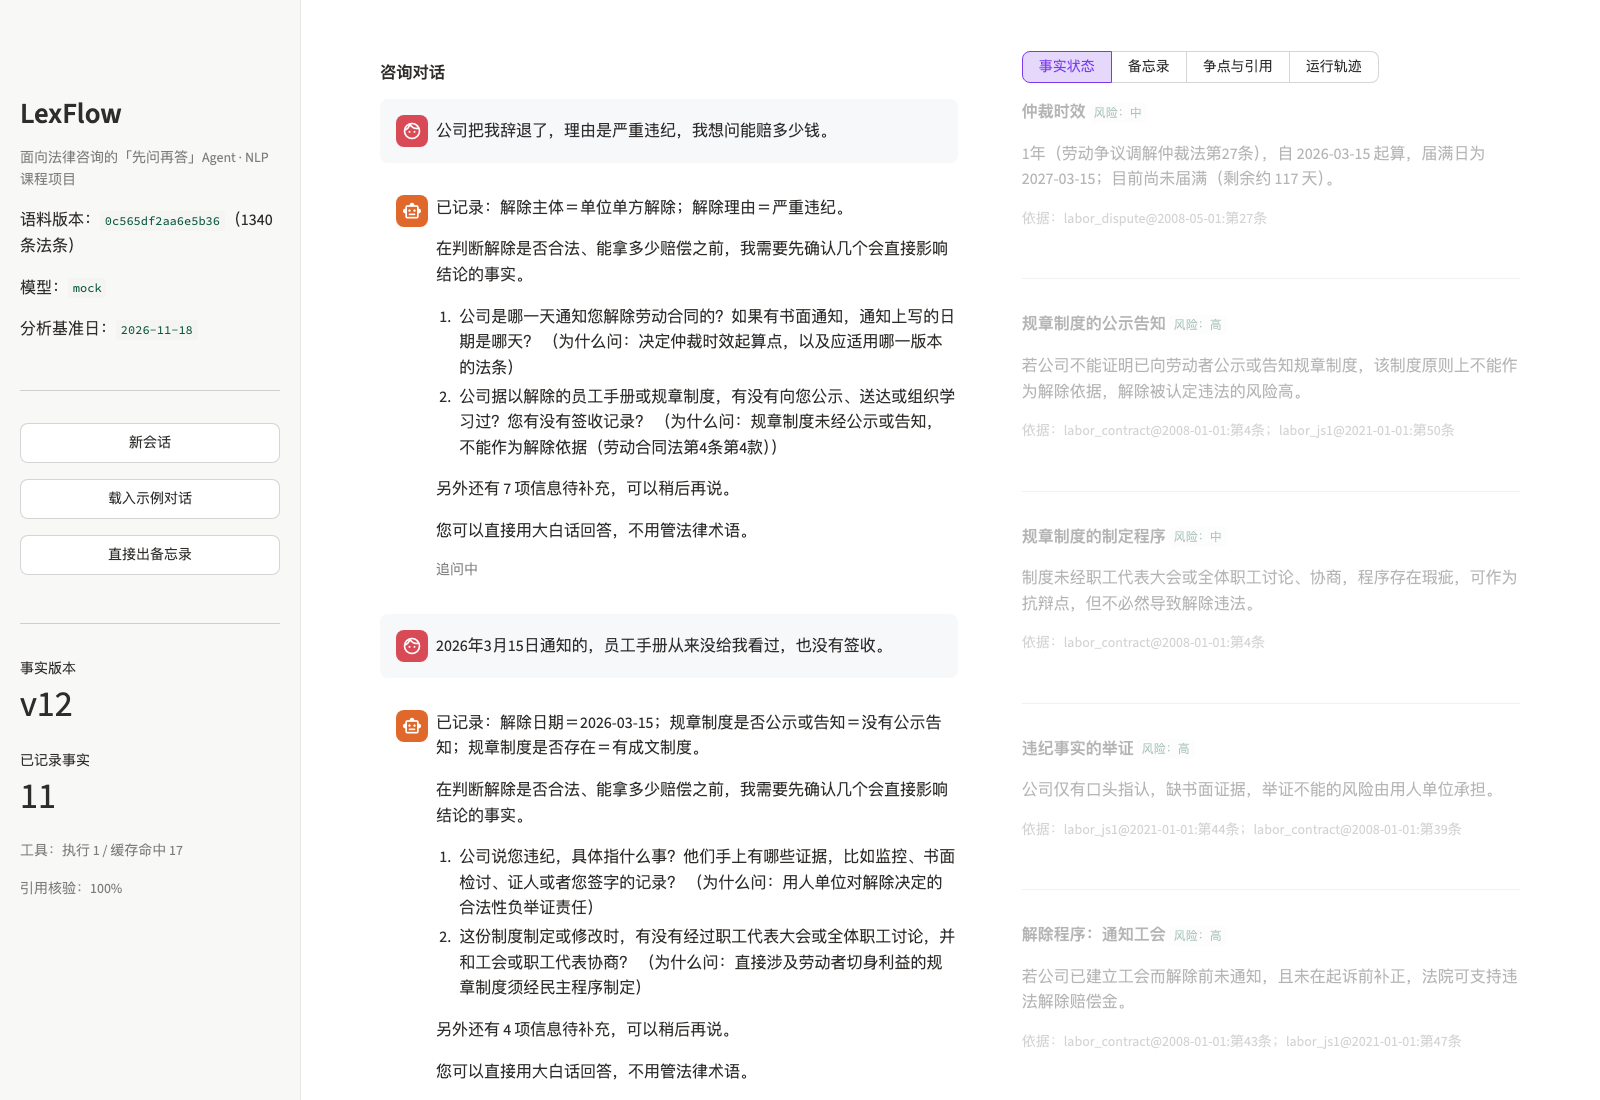 LexFlow
面向法律咨询的「先问再答」Agent · NLP
课程项目
语料版本： 0c565df2aa6e5b36 （1340
条法条）
模型： mock
分析基准日： 2026-11-18
新会话
载入示例对话
直接出备忘录
事实版本
v12
已记录事实
11
工具：执行 1 / 缓存命中 17
引用核验：100%
咨询对话
公司把我辞退了，理由是严重违纪，我想问能赔多少钱。
已记录：解除主体＝单位单方解除；解除理由＝严重违纪。
在判断解除是否合法、能拿多少赔偿之前，我需要先确认几个会直接影响
结论的事实。
1. 公司是哪一天通知您解除劳动合同的？如果有书面通知，通知上写的日
期是哪天？ （为什么问：决定仲裁时效起算点，以及应适用哪一版本
的法条）
2. 公司据以解除的员工手册或规章制度，有没有向您公示、送达或组织学
习过？您有没有签收记录？ （为什么问：规章制度未经公示或告知，
不能作为解除依据（劳动合同法第4条第4款））
另外还有 7 项信息待补充，可以稍后再说。
您可以直接用大白话回答，不用管法律术语。
追问中
2026年3月15日通知的，员工手册从来没给我看过，也没有签收。
已记录：解除日期＝2026-03-15；规章制度是否公示或告知＝没有公示告
知；规章制度是否存在＝有成文制度。
在判断解除是否合法、能拿多少赔偿之前，我需要先确认几个会直接影响
结论的事实。
1. 公司说您违纪，具体指什么事？他们手上有哪些证据，比如监控、书面
检讨、证人或者您签字的记录？ （为什么问：用人单位对解除决定的
合法性负举证责任）
2. 这份制度制定或修改时，有没有经过职工代表大会或全体职工讨论，并
和工会或职工代表协商？ （为什么问：直接涉及劳动者切身利益的规
章制度须经民主程序制定）
另外还有 4 项信息待补充，可以稍后再说。
您可以直接用大白话回答，不用管法律术语。
事实状态 备忘录 争点与引用 运行轨迹
仲裁时效 风险：中
1年（劳动争议调解仲裁法第27条），自 2026-03-15 起算，届满日为
2027-03-15；目前尚未届满（剩余约 117 天）。
依据：labor_dispute@2008-05-01:第27条
规章制度的公示告知 风险：高
若公司不能证明已向劳动者公示或告知规章制度，该制度原则上不能作
为解除依据，解除被认定违法的风险高。
依据：labor_contract@2008-01-01:第4条；labor_js1@2021-01-01:第50条
规章制度的制定程序 风险：中
制度未经职工代表大会或全体职工讨论、协商，程序存在瑕疵，可作为
抗辩点，但不必然导致解除违法。
依据：labor_contract@2008-01-01:第4条
违纪事实的举证 风险：高
公司仅有口头指认，缺书面证据，举证不能的风险由用人单位承担。
依据：labor_js1@2021-01-01:第44条；labor_contract@2008-01-01:第39条
解除程序：通知工会 风险：高
若公司已建立工会而解除前未通知，且未在起诉前补正，法院可支持违
法解除赔偿金。
依据：labor_contract@2008-01-01:第43条；labor_js1@2021-01-01:第47条